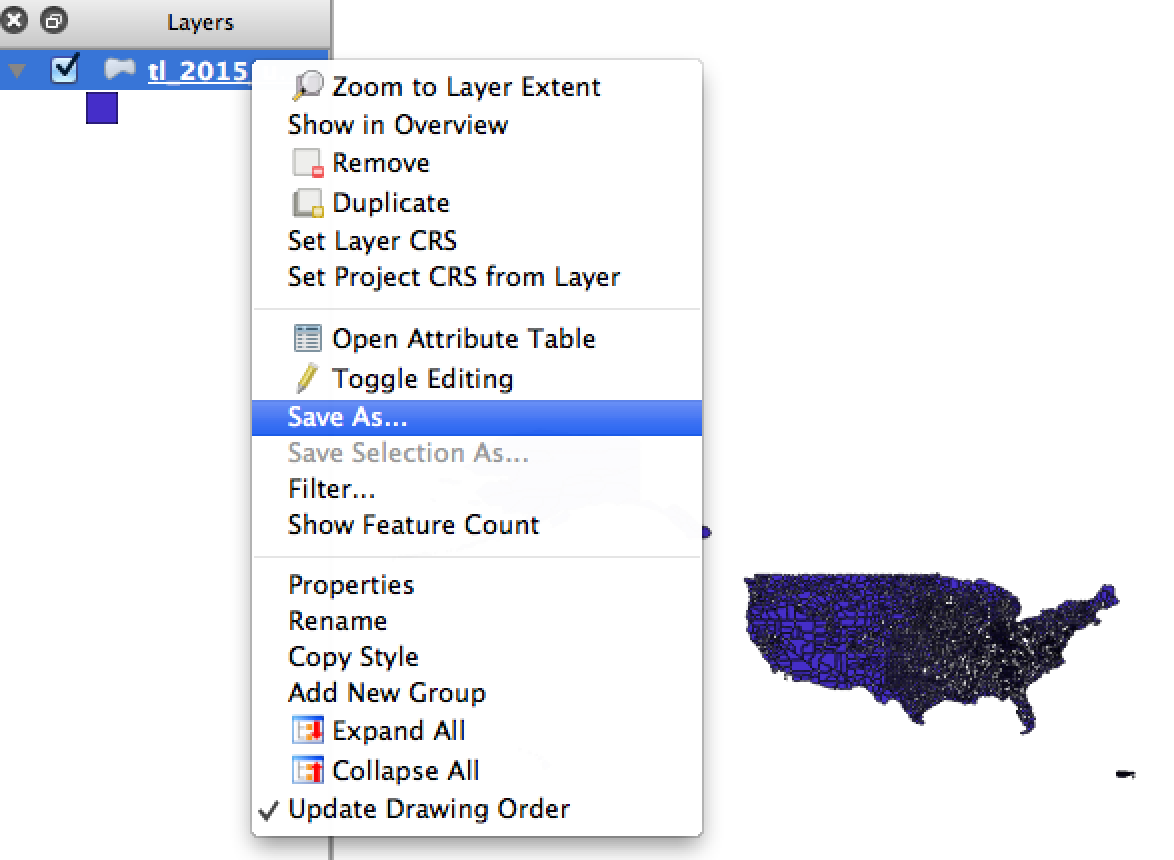 Layers
tl_2015
Zoom to Layer Extent
Show in Overview
Remove
Duplicate
Set Layer CRS
Set Project CRS from Layer
Open Attribute Table
Toggle Editing
Save As...
Save Selection As...
Filter...
Show Feature Count
Properties
Rename
Copy Style
Add New Group
Expand All
Collapse All
Update Drawing Order